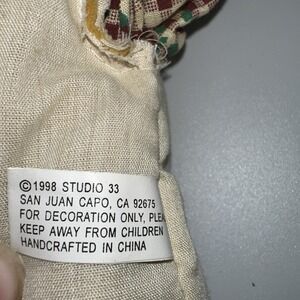 ©1998 STUDIO 33
SAN JUAN CAPO, CA 92675
FOR DECORATION ONLY, PLEA
KEEP AWAY FROM CHILDREN
HANDCRAFTED IN CHINA